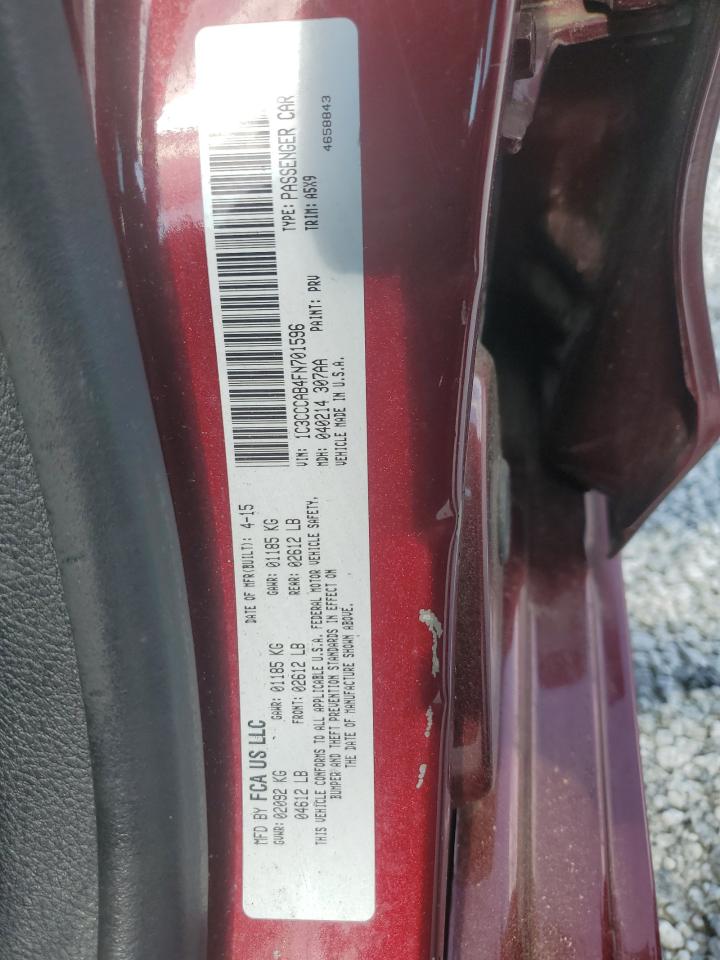 MFD BY FCA US LLC
DATE OF MFR(BUILT): 4-15
GVWR: 02092 KG
GAWR: 01185 KG
GAWR: 01185 KG
04612 LB
FRONT: 02612 LB
REAR: 02612 LB
THIS VEHICLE CONFORMS TO ALL APPLICABLE U.S.A. FEDERAL MOTOR VEHICLE SAFETY,
BUMPER AND THEFT PREVENTION STANDARDS IN EFFECT ON
THE DATE OF MANUFACTURE SHOWN ABOVE.
VIN: 1C3CCCAB4FN701596
TYPE: PASSENGER CAR
MDH: 040214 307AA
PAINT: PRV
TRIM: A5X9
VEHICLE MADE IN U.S.A.
4658843